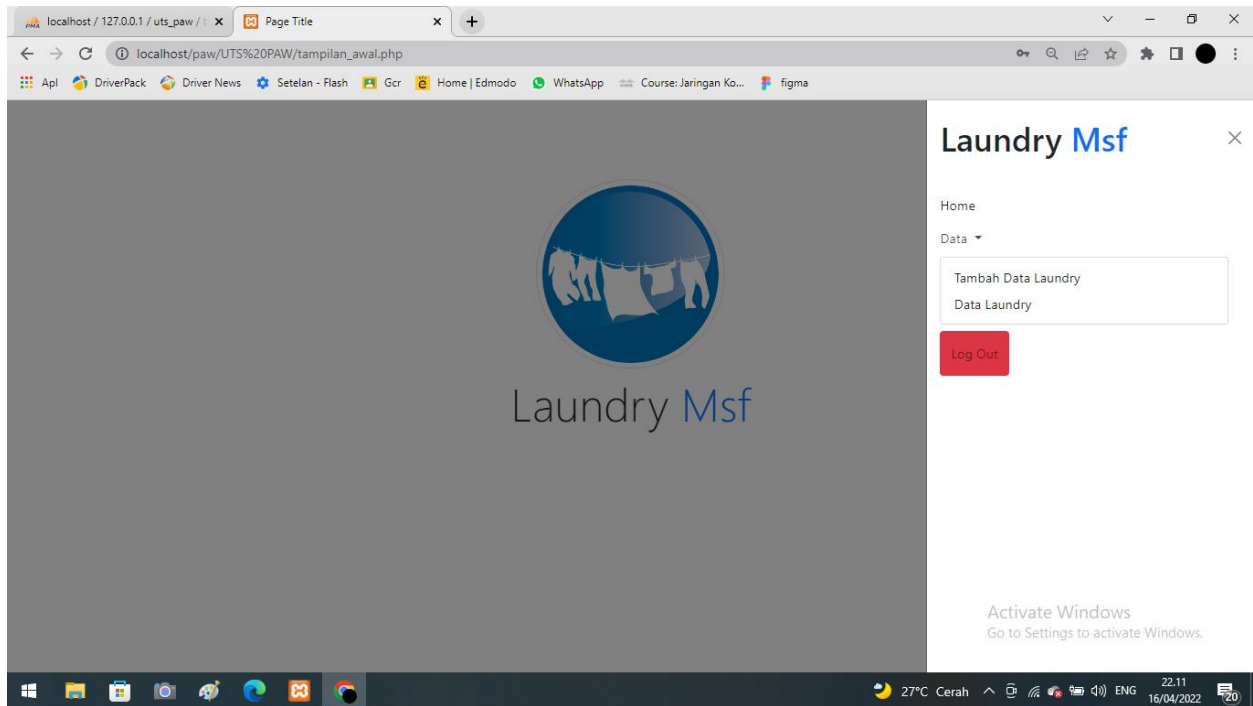 localhost / 127.0.0.1 / uts_paw / t
Page Title
localhost/paw/UTS%20PAW/tampilan_awal.php
Apl DriverPack Driver News Setelan - Flash Gcr Home | Edmodo WhatsApp Course: Jaringan Ko... figma
Laundry Msf
Home
Data
Tambah Data Laundry
Data Laundry
Log Out
Laundry Msf
Activate Windows
Go to Settings to activate Windows.
27°C Cerah ENG
22.11
16/04/2022
20